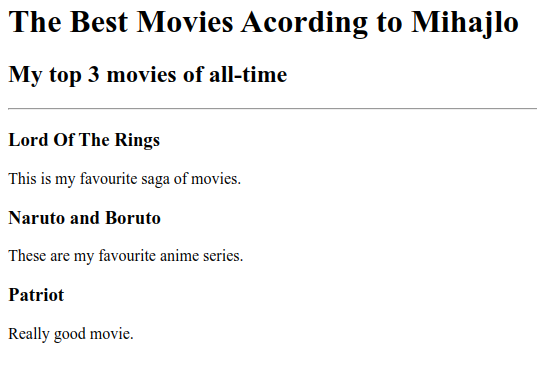 The Best Movies Acording to Mihajlo
My top 3 movies of all-time
Lord Of The Rings
This is my favourite saga of movies.
Naruto and Boruto
These are my favourite anime series.
Patriot
Really good movie.